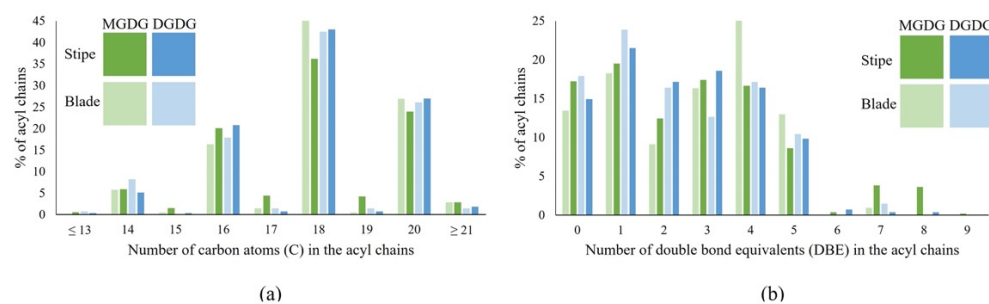 45
40
35
30
25
20
15
10
5
0
% of acyl chains
MGDG DGDG
Stipe
Blade
≤ 13 14 15 16 17 18 19 20 ≥ 21
Number of carbon atoms (C) in the acyl chains
(a)
25
20
15
10
5
0
% of acyl chains
MGDG DGDG
Stipe
Blade
0 1 2 3 4 5 6 7 8 9
Number of double bond equivalents (DBE) in the acyl chains
(b)